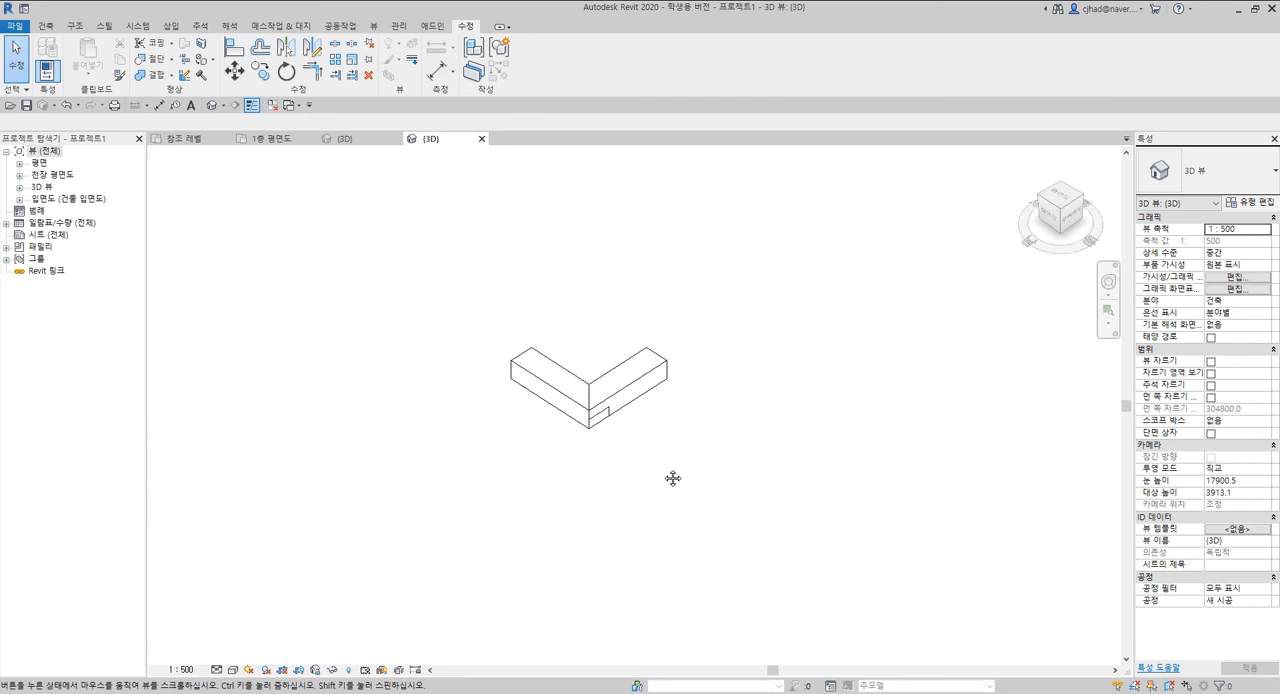 Autodesk Revit 2020 - 학생용 버전 - 프로젝트1 - 3D 뷰: {3D}
cjhad@naver....
파일 건축 구조 스틸 시스템 삽입 주석 해석 매스작업 & 대지 공동작업 뷰 관리 애드인 수정
수정 붙여넣기 코핑 절단 결합
선택 특성 클립보드 형상 수정 뷰 측정 작성
프로젝트 탐색기 - 프로젝트1
참조 레벨 1층 평면도 {3D} {3D}
특성
뷰 (전체)
평면
천장 평면도
3D 뷰
입면도 (건물 입면도)
범례
일람표/수량 (전체)
시트 (전체)
패밀리
그룹
Revit 링크
3D 뷰
3D 뷰: {3D} 유형 편집
그래픽
뷰 축척 1 : 500
축척 값 1: 500
상세 수준 중간
부품 가시성 원본 표시
가시성/그래픽 ... 편집...
그래픽 화면표... 편집...
분야 건축
은선 표시 분야별
기본 해석 화면... 없음
태양 경로
범위
뷰 자르기
자르기 영역 보기
주석 자르기
먼 쪽 자르기 ...
먼 쪽 자르기 ... 304800.0
스코프 박스 없음
단면 상자
카메라
잠긴 방향
투영 모드 직교
눈 높이 17900.5
대상 높이 3913.1
카메라 위치 조정
ID 데이터
뷰 템플릿 <없음>
뷰 이름 {3D}
의존성 독립적
시트의 제목
공정
공정 필터 모두 표시
공정 새 시공
특성 도움말 적용
1 : 500
버튼을 누른 상태에서 마우스를 움직여 뷰를 스크롤하십시오. Ctrl 키를 눌러 줌하십시오. Shift 키를 눌러 스핀하십시오.
:0 주모델 :0